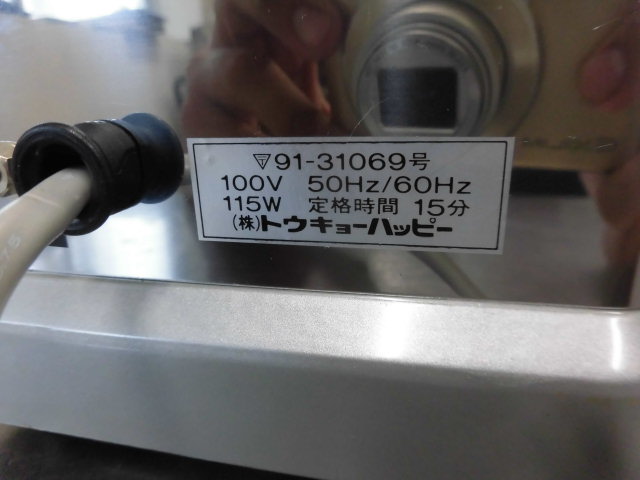 〒91-31069号
100V 50Hz/60Hz
115W 定格時間 15分
(株)トウキョーハッピー